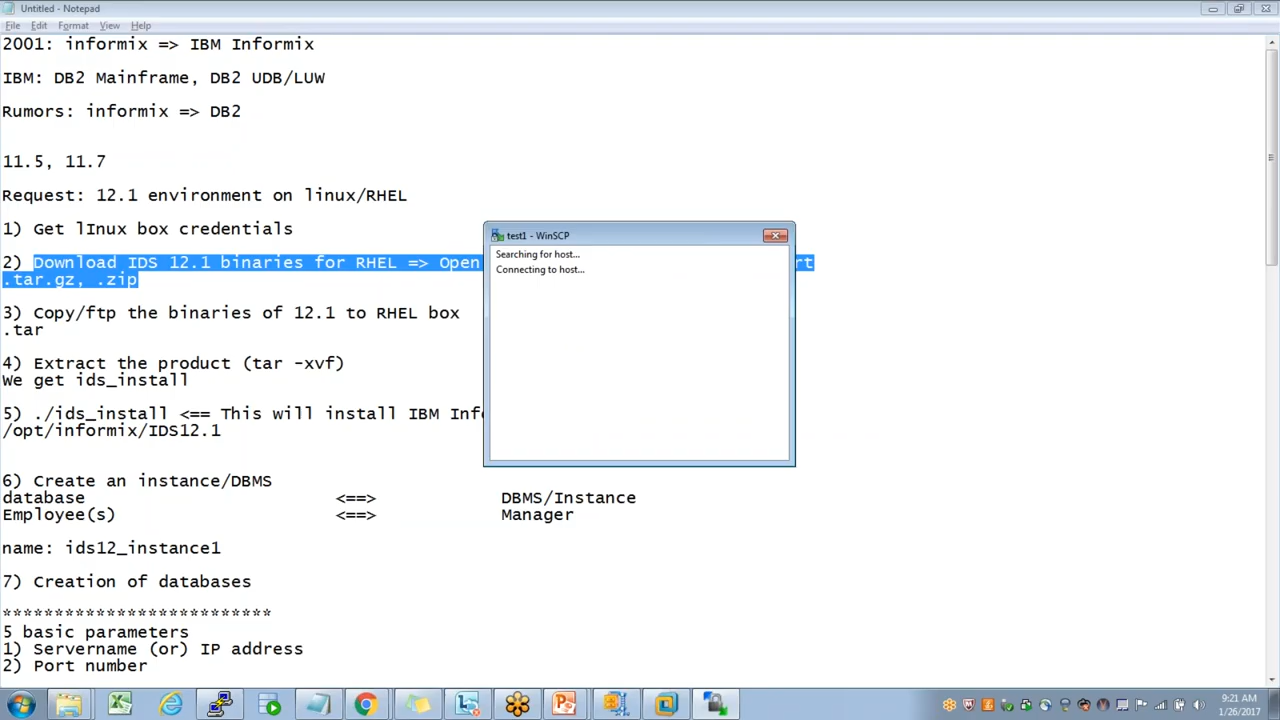 Untitled - Notepad
File Edit Format View Help
2001: informix => IBM Informix
IBM: DB2 Mainframe, DB2 UDB/LUW
Rumors: informix => DB2
11.5, 11.7
Request: 12.1 environment on linux/RHEL
1) Get lInux box credentials
2) Download IDS 12.1 binaries for RHEL => Open
.tar.gz, .zip
3) Copy/ftp the binaries of 12.1 to RHEL box
.tar
4) Extract the product (tar -xvf)
We get ids_install
5) ./ids_install <== This will install IBM Inf
/opt/informix/IDS12.1
6) Create an instance/DBMS
database <==> DBMS/Instance
Employee(s) <==> Manager
name: ids12_instance1
7) Creation of databases
**************************
5 basic parameters
1) Servername (or) IP address
2) Port number
test1 - WinSCP
Searching for host...
Connecting to host...
9:21 AM
1/26/2017